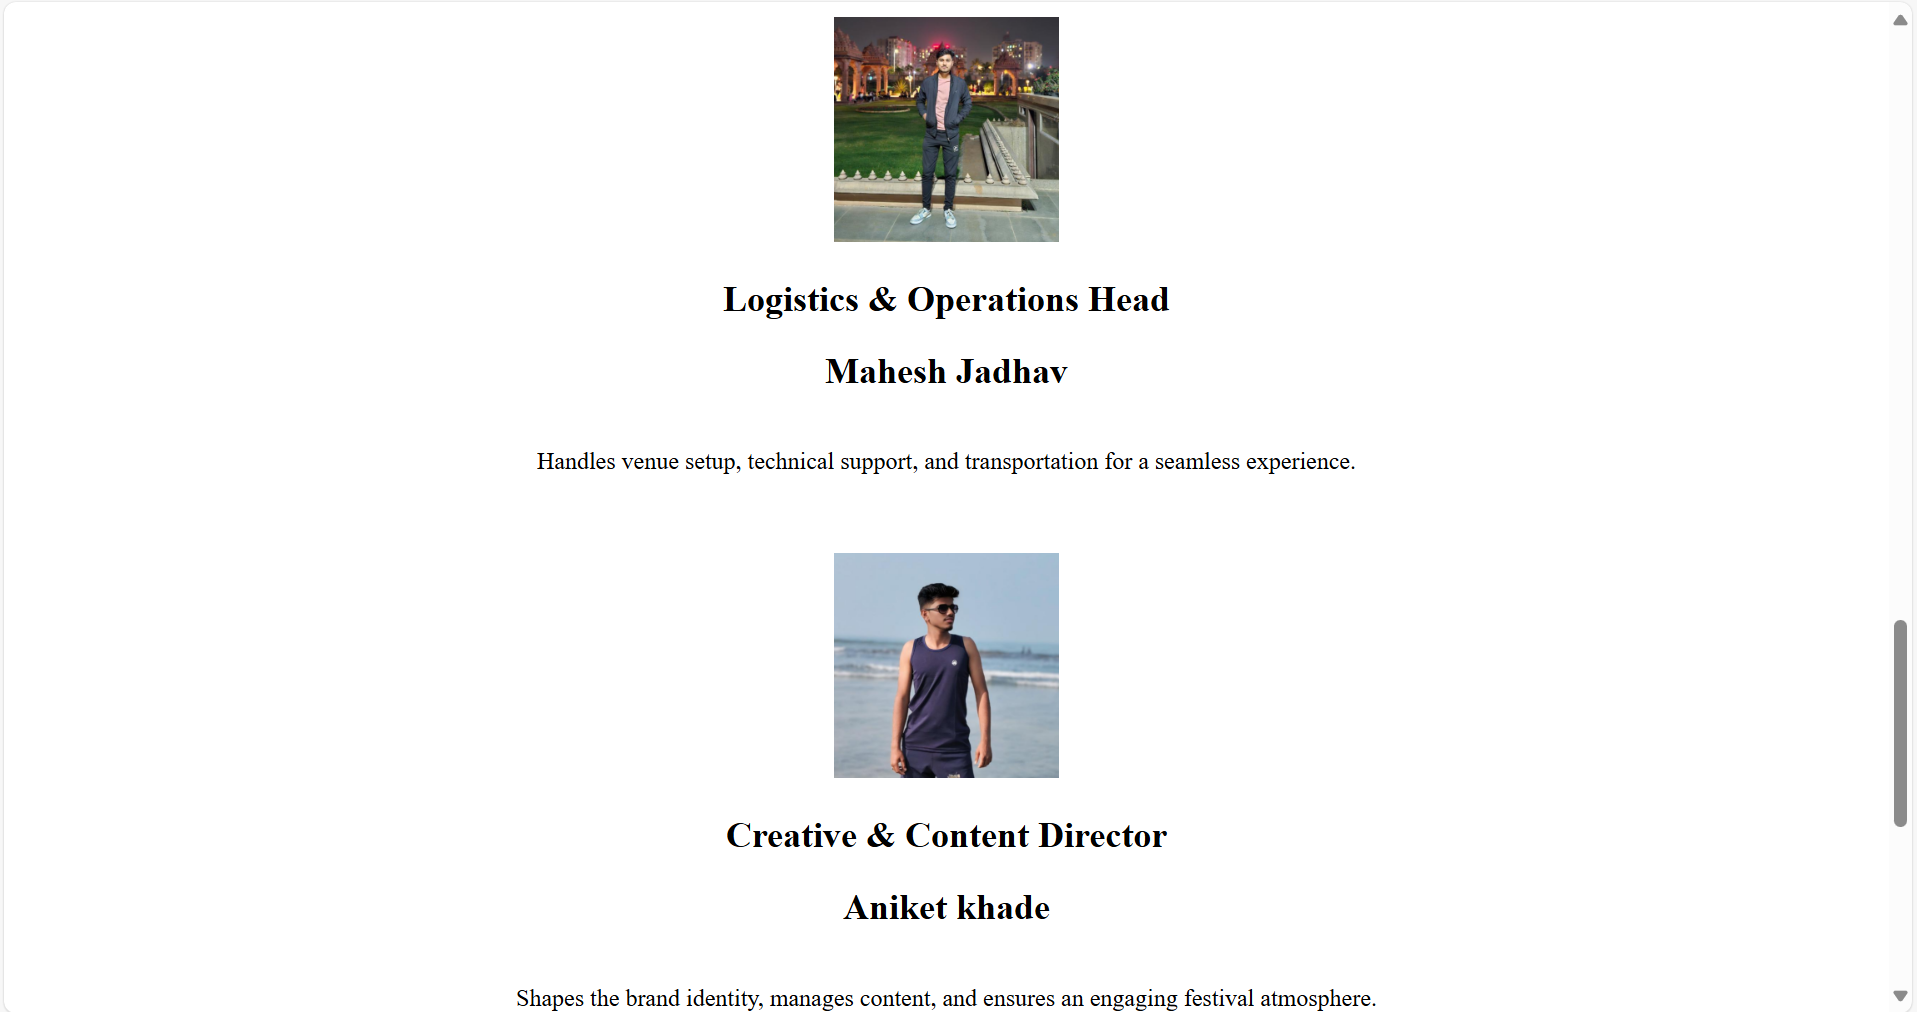 Logistics & Operations Head
Mahesh Jadhav
Handles venue setup, technical support, and transportation for a seamless experience.
Creative & Content Director
Aniket khade
Shapes the brand identity, manages content, and ensures an engaging festival atmosphere.